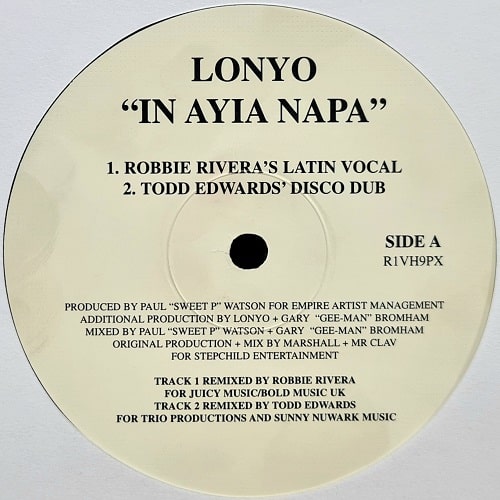 LONYO
“IN AYIA NAPA”
1. ROBBIE RIVERA'S LATIN VOCAL
2. TODD EDWARDS' DISCO DUB
SIDE A
R1VH9PX
PRODUCED BY PAUL “SWEET P” WATSON FOR EMPIRE ARTIST MANAGEMENT
ADDITIONAL PRODUCTION BY LONYO + GARY “GEE-MAN” BROMHAM
MIXED BY PAUL “SWEET P” WATSON + GARY “GEE-MAN” BROMHAM
ORIGINAL PRODUCTION + MIX BY MARSHALL + MR CLAV
FOR STEPCHILD ENTERTAINMENT
TRACK 1 REMIXED BY ROBBIE RIVERA
FOR JUICY MUSIC/BOLD MUSIC UK
TRACK 2 REMIXED BY TODD EDWARDS
FOR TRIO PRODUCTIONS AND SUNNY NUWARK MUSIC